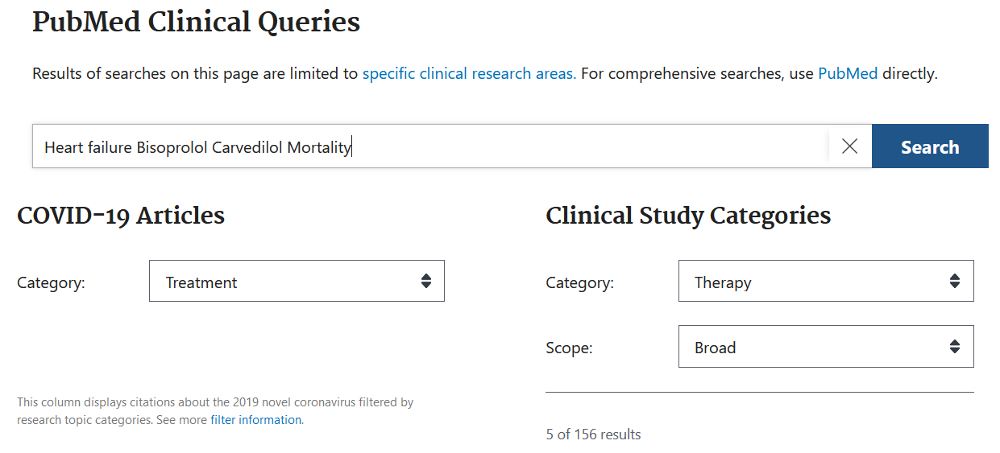 PubMed Clinical Queries
Results of searches on this page are limited to specific clinical research areas. For comprehensive searches, use PubMed directly.
Heart failure Bisoprolol Carvedilol Mortality
Search
COVID-19 Articles
Category:
Treatment
This column displays citations about the 2019 novel coronavirus filtered by
research topic categories. See more filter information.
Clinical Study Categories
Category:
Therapy
Scope:
Broad
5 of 156 results